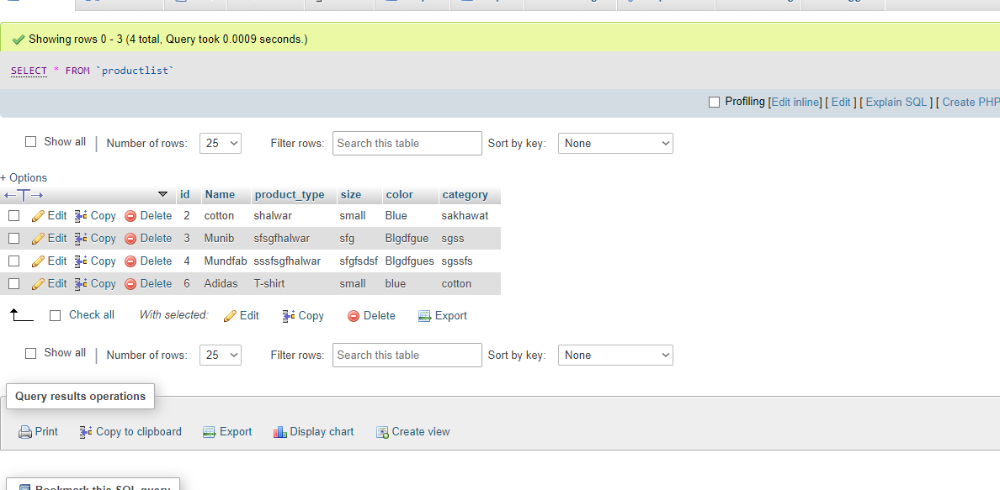 Showing rows 0 - 3 (4 total, Query took 0.0009 seconds.)
SELECT * FROM `productlist`
Profiling [Edit inline] [ Edit ] [ Explain SQL ] [ Create PHP
Show all | Number of rows: 25 Filter rows: Search this table Sort by key: None
+ Options
←T→ id Name product_type size color category
Edit Copy Delete 2 cotton shalwar small Blue sakhawat
Edit Copy Delete 3 Munib sfsgfhalwar sfg Blgdfgue sgss
Edit Copy Delete 4 Mundfab sssfsgfhalwar sfgfsdsf Blgdfgues sgssfs
Edit Copy Delete 6 Adidas T-shirt small blue cotton
Check all With selected: Edit Copy Delete Export
Show all | Number of rows: 25 Filter rows: Search this table Sort by key: None
Query results operations
Print Copy to clipboard Export Display chart Create view
Bookmark this SQL query